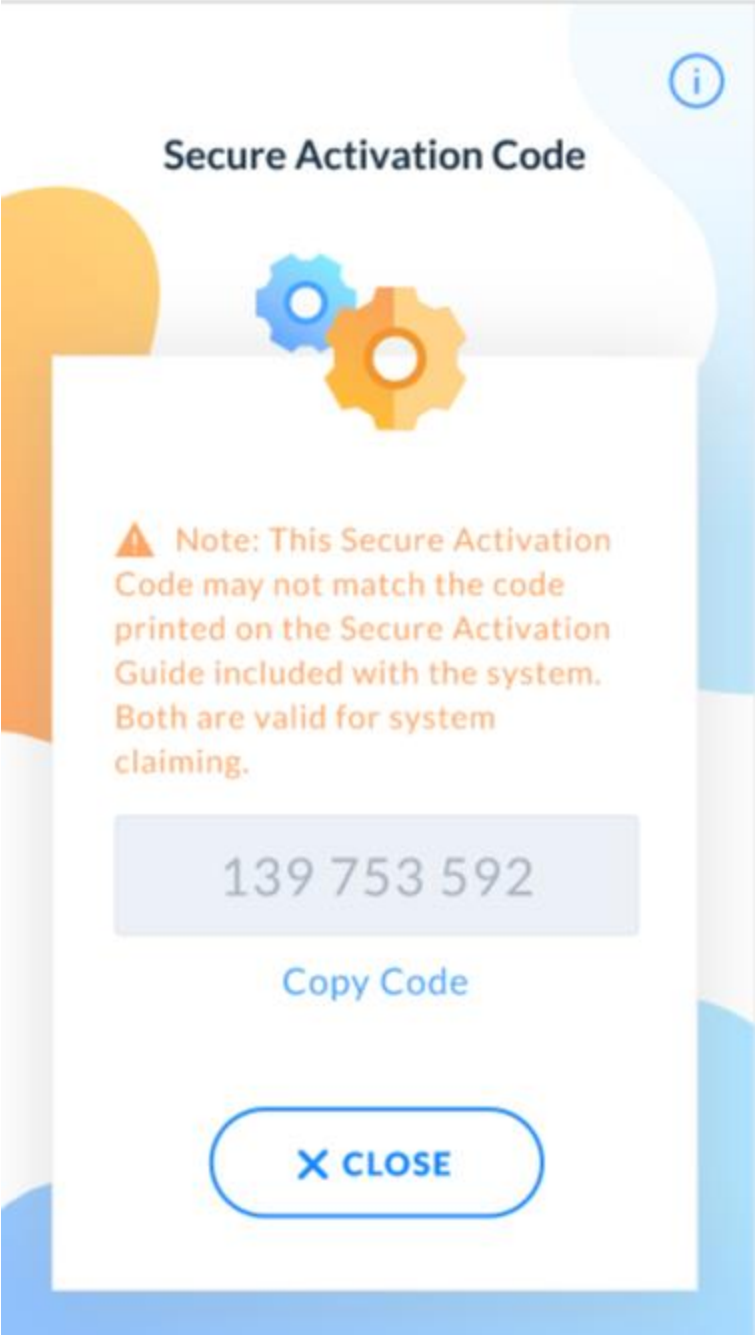 i
Secure Activation Code
Note: This Secure Activation
Code may not match the code
printed on the Secure Activation
Guide included with the system.
Both are valid for system
claiming.
139 753 592
Copy Code
CLOSE